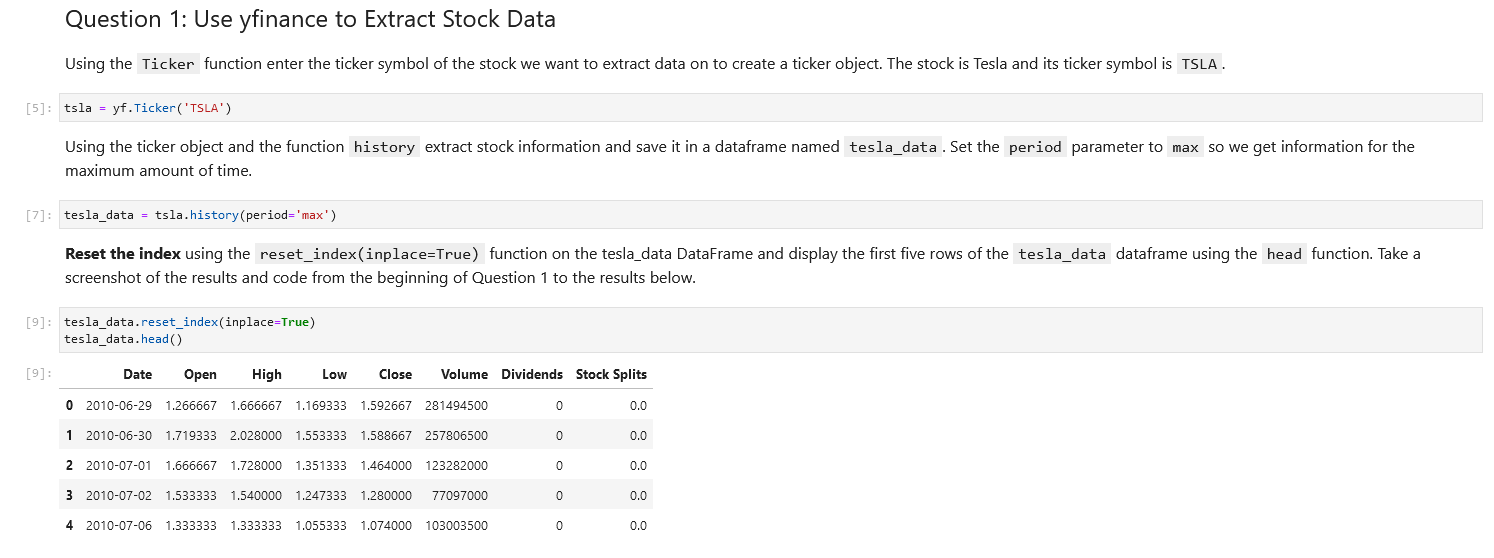 Question 1: Use yfinance to Extract Stock Data
Using the Ticker function enter the ticker symbol of the stock we want to extract data on to create a ticker object. The stock is Tesla and its ticker symbol is TSLA.
[5]: tsla = yf.Ticker('TSLA')
Using the ticker object and the function history extract stock information and save it in a dataframe named tesla_data. Set the period parameter to max so we get information for the
maximum amount of time.
[7]: tesla_data = tsla.history(period='max')
Reset the index using the reset_index(inplace=True) function on the tesla_data DataFrame and display the first five rows of the tesla_data dataframe using the head function. Take a
screenshot of the results and code from the beginning of Question 1 to the results below.
[9]: tesla_data.reset_index(inplace=True)
tesla_data.head()
[9]: Date Open High Low Close Volume Dividends Stock Splits
0 2010-06-29 1.266667 1.666667 1.169333 1.592667 281494500 0 0.0
1 2010-06-30 1.719333 2.028000 1.553333 1.588667 257806500 0 0.0
2 2010-07-01 1.666667 1.728000 1.351333 1.464000 123282000 0 0.0
3 2010-07-02 1.533333 1.540000 1.247333 1.280000 77097000 0 0.0
4 2010-07-06 1.333333 1.333333 1.055333 1.074000 103003500 0 0.0